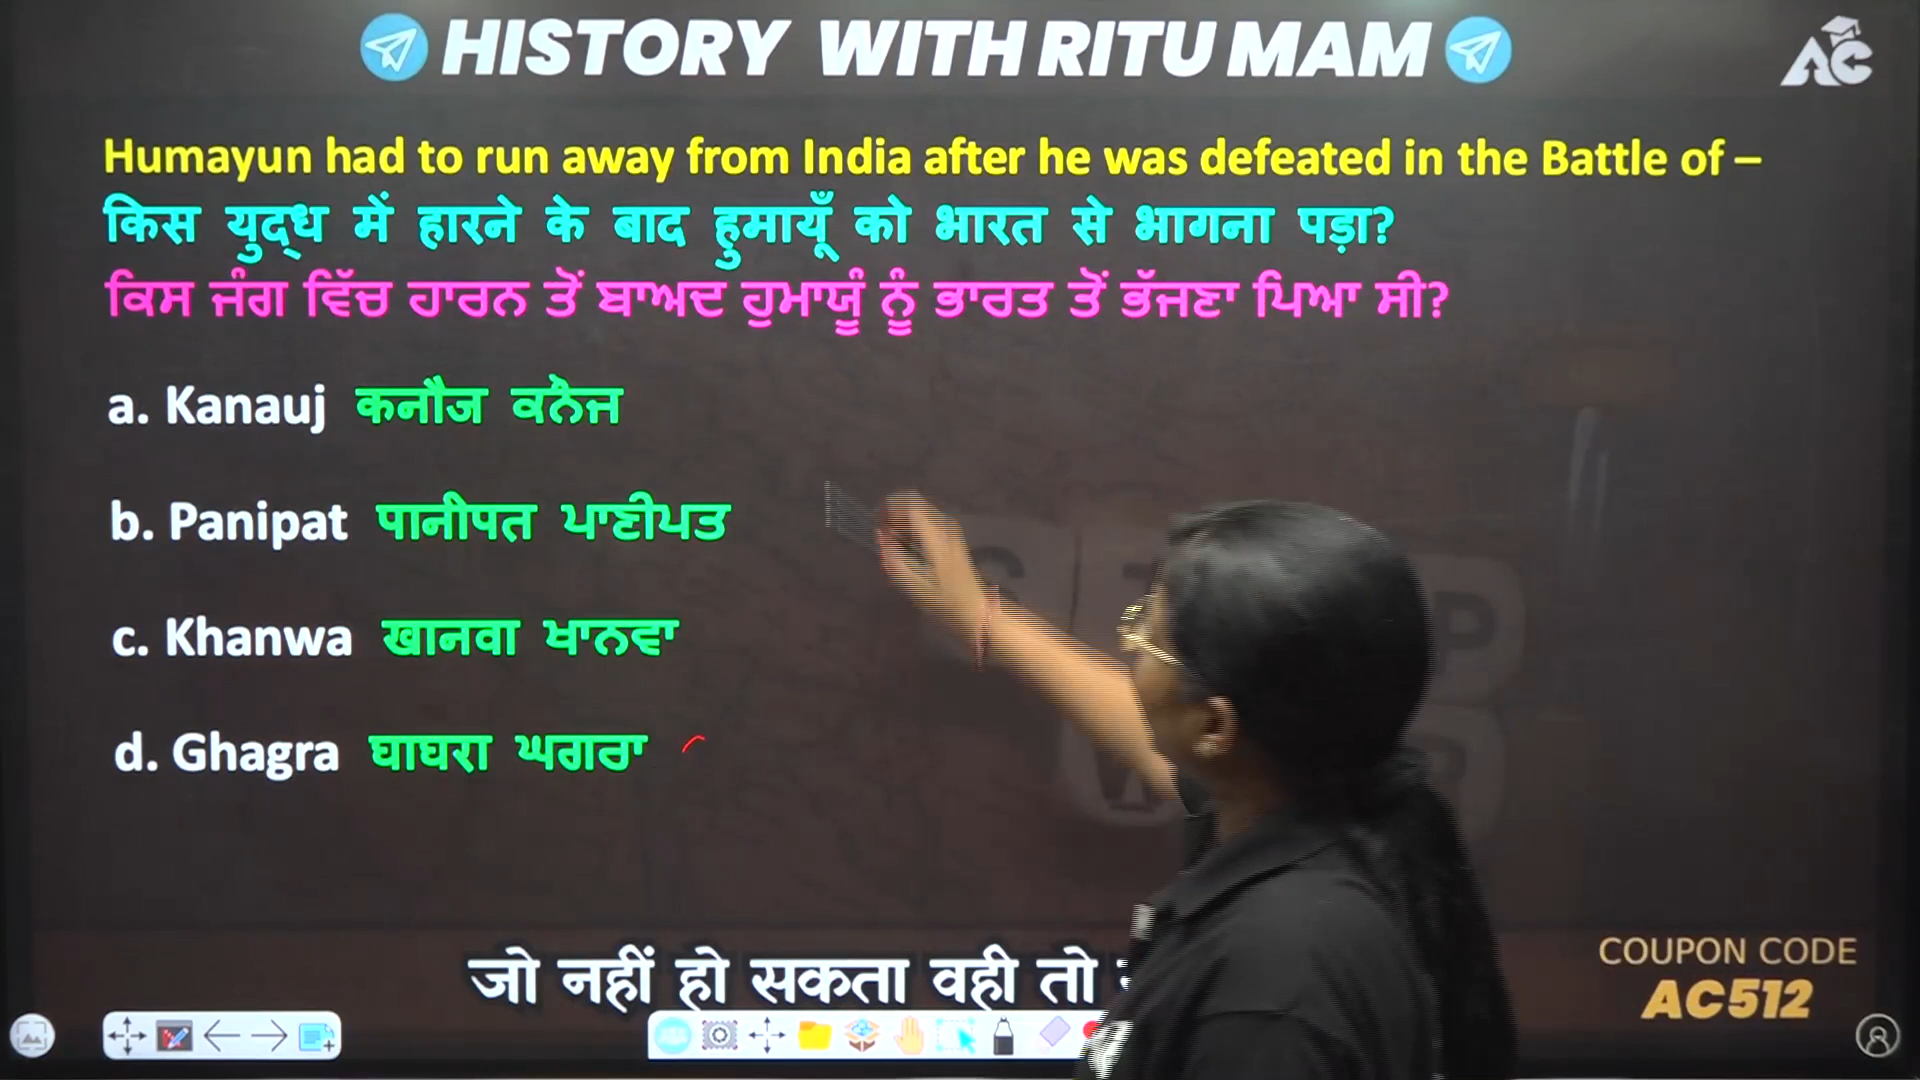 HISTORY WITH RITU MAM
AC
Humayun had to run away from India after he was defeated in the Battle of –
किस युद्ध में हारने के बाद हुमायूँ को भारत से भागना पड़ा?
ਕਿਸ ਜੰਗ ਵਿੱਚ ਹਾਰਨ ਤੋਂ ਬਾਅਦ ਹੁਮਾਯੂੰ ਨੂੰ ਭਾਰਤ ਤੋਂ ਭੱਜਣਾ ਪਿਆ ਸੀ?
a. Kanauj कनौज ਕਨੌਜ
b. Panipat पानीपत ਪਾਣੀਪਤ
c. Khanwa खानवा ਖਾਨਵਾ
d. Ghagra घाघरा ਘਗਰਾ
जो नहीं हो सकता वही तो
COUPON CODE
AC512